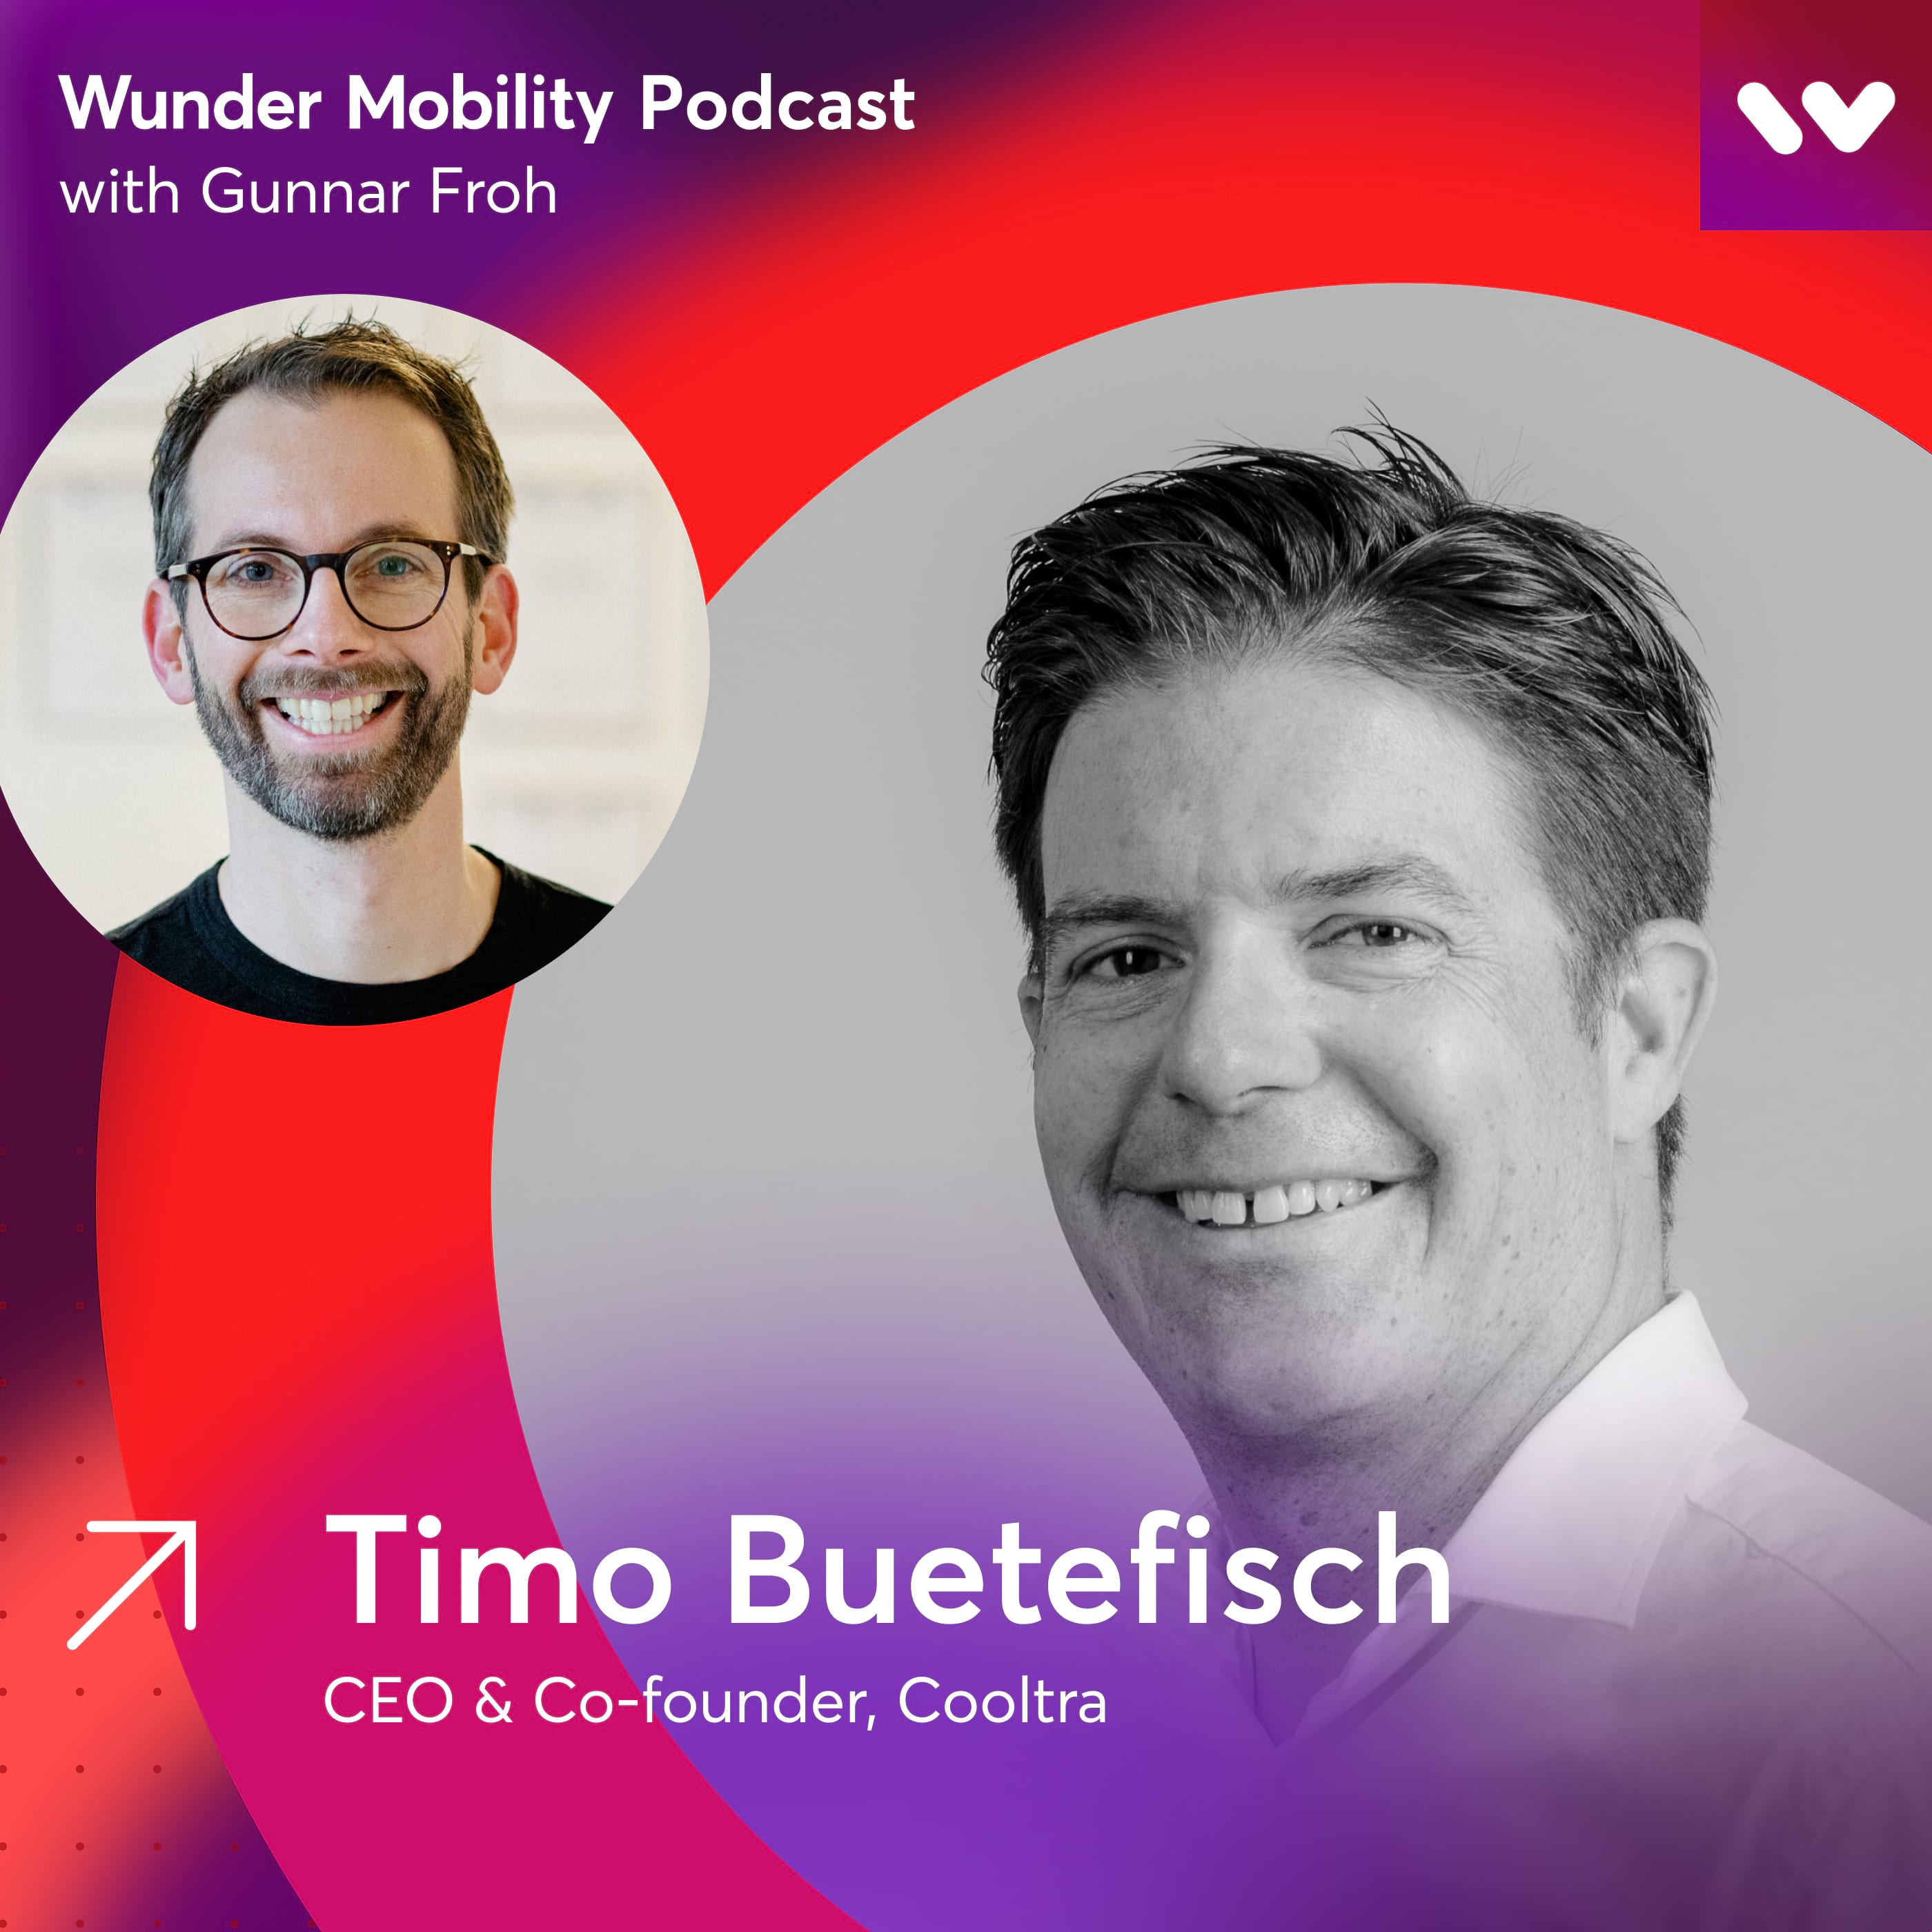 Wunder Mobility Podcast
with Gunnar Froh
Timo Buetefisch
CEO & Co-founder, Cooltra